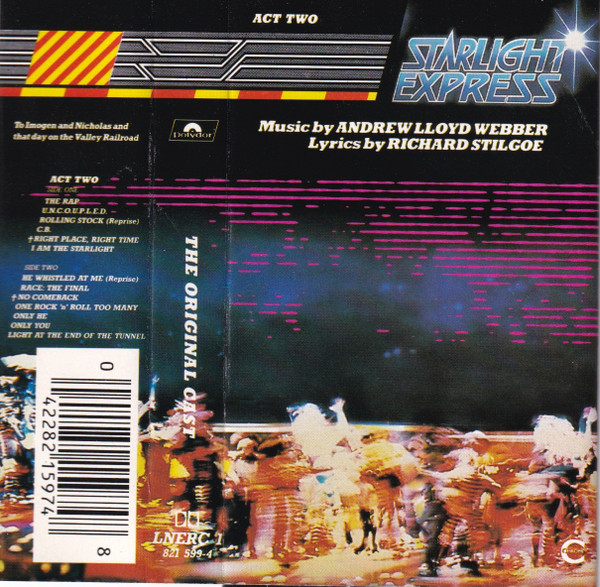 ACT TWO
STARLIGHT
EXPRESS
To Imogen and Nicholas and
that day on the Valley Railroad
polydor
Music by ANDREW LLOYD WEBBER
Lyrics by RICHARD STILGOE
ACT TWO
SIDE ONE
THE RAP
U.N.C.O.U.P.L.E.D.
ROLLING STOCK (Reprise)
C.B.
†RIGHT PLACE, RIGHT TIME
I AM THE STARLIGHT
SIDE TWO
HE WHISTLED AT ME (Reprise)
RACE: THE FINAL
†NO COMEBACK
ONE ROCK 'n' ROLL TOO MANY
ONLY HE
ONLY YOU
LIGHT AT THE END OF THE TUNNEL
THE ORIGINAL CAST
0 42282 15974 8
LNERC 1
821 599-4